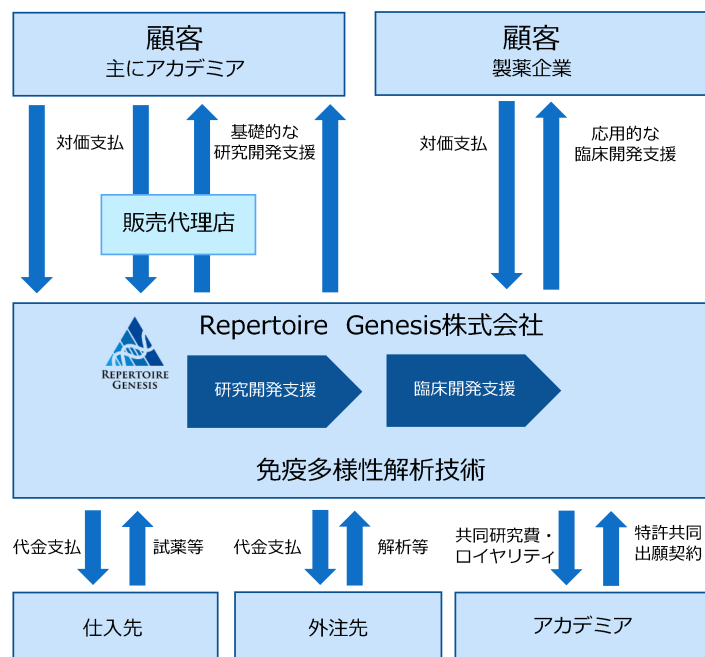 顧客
主にアカデミア
顧客
製薬企業
対価支払
基礎的な
研究開発支援
対価支払
応用的な
臨床開発支援
販売代理店
Repertoire Genesis株式会社
REPERTOIRE
GENESIS
研究開発支援
臨床開発支援
免疫多様性解析技術
代金支払
試薬等
代金支払
解析等
共同研究費・
ロイヤリティ
特許共同
出願契約
仕入先
外注先
アカデミア